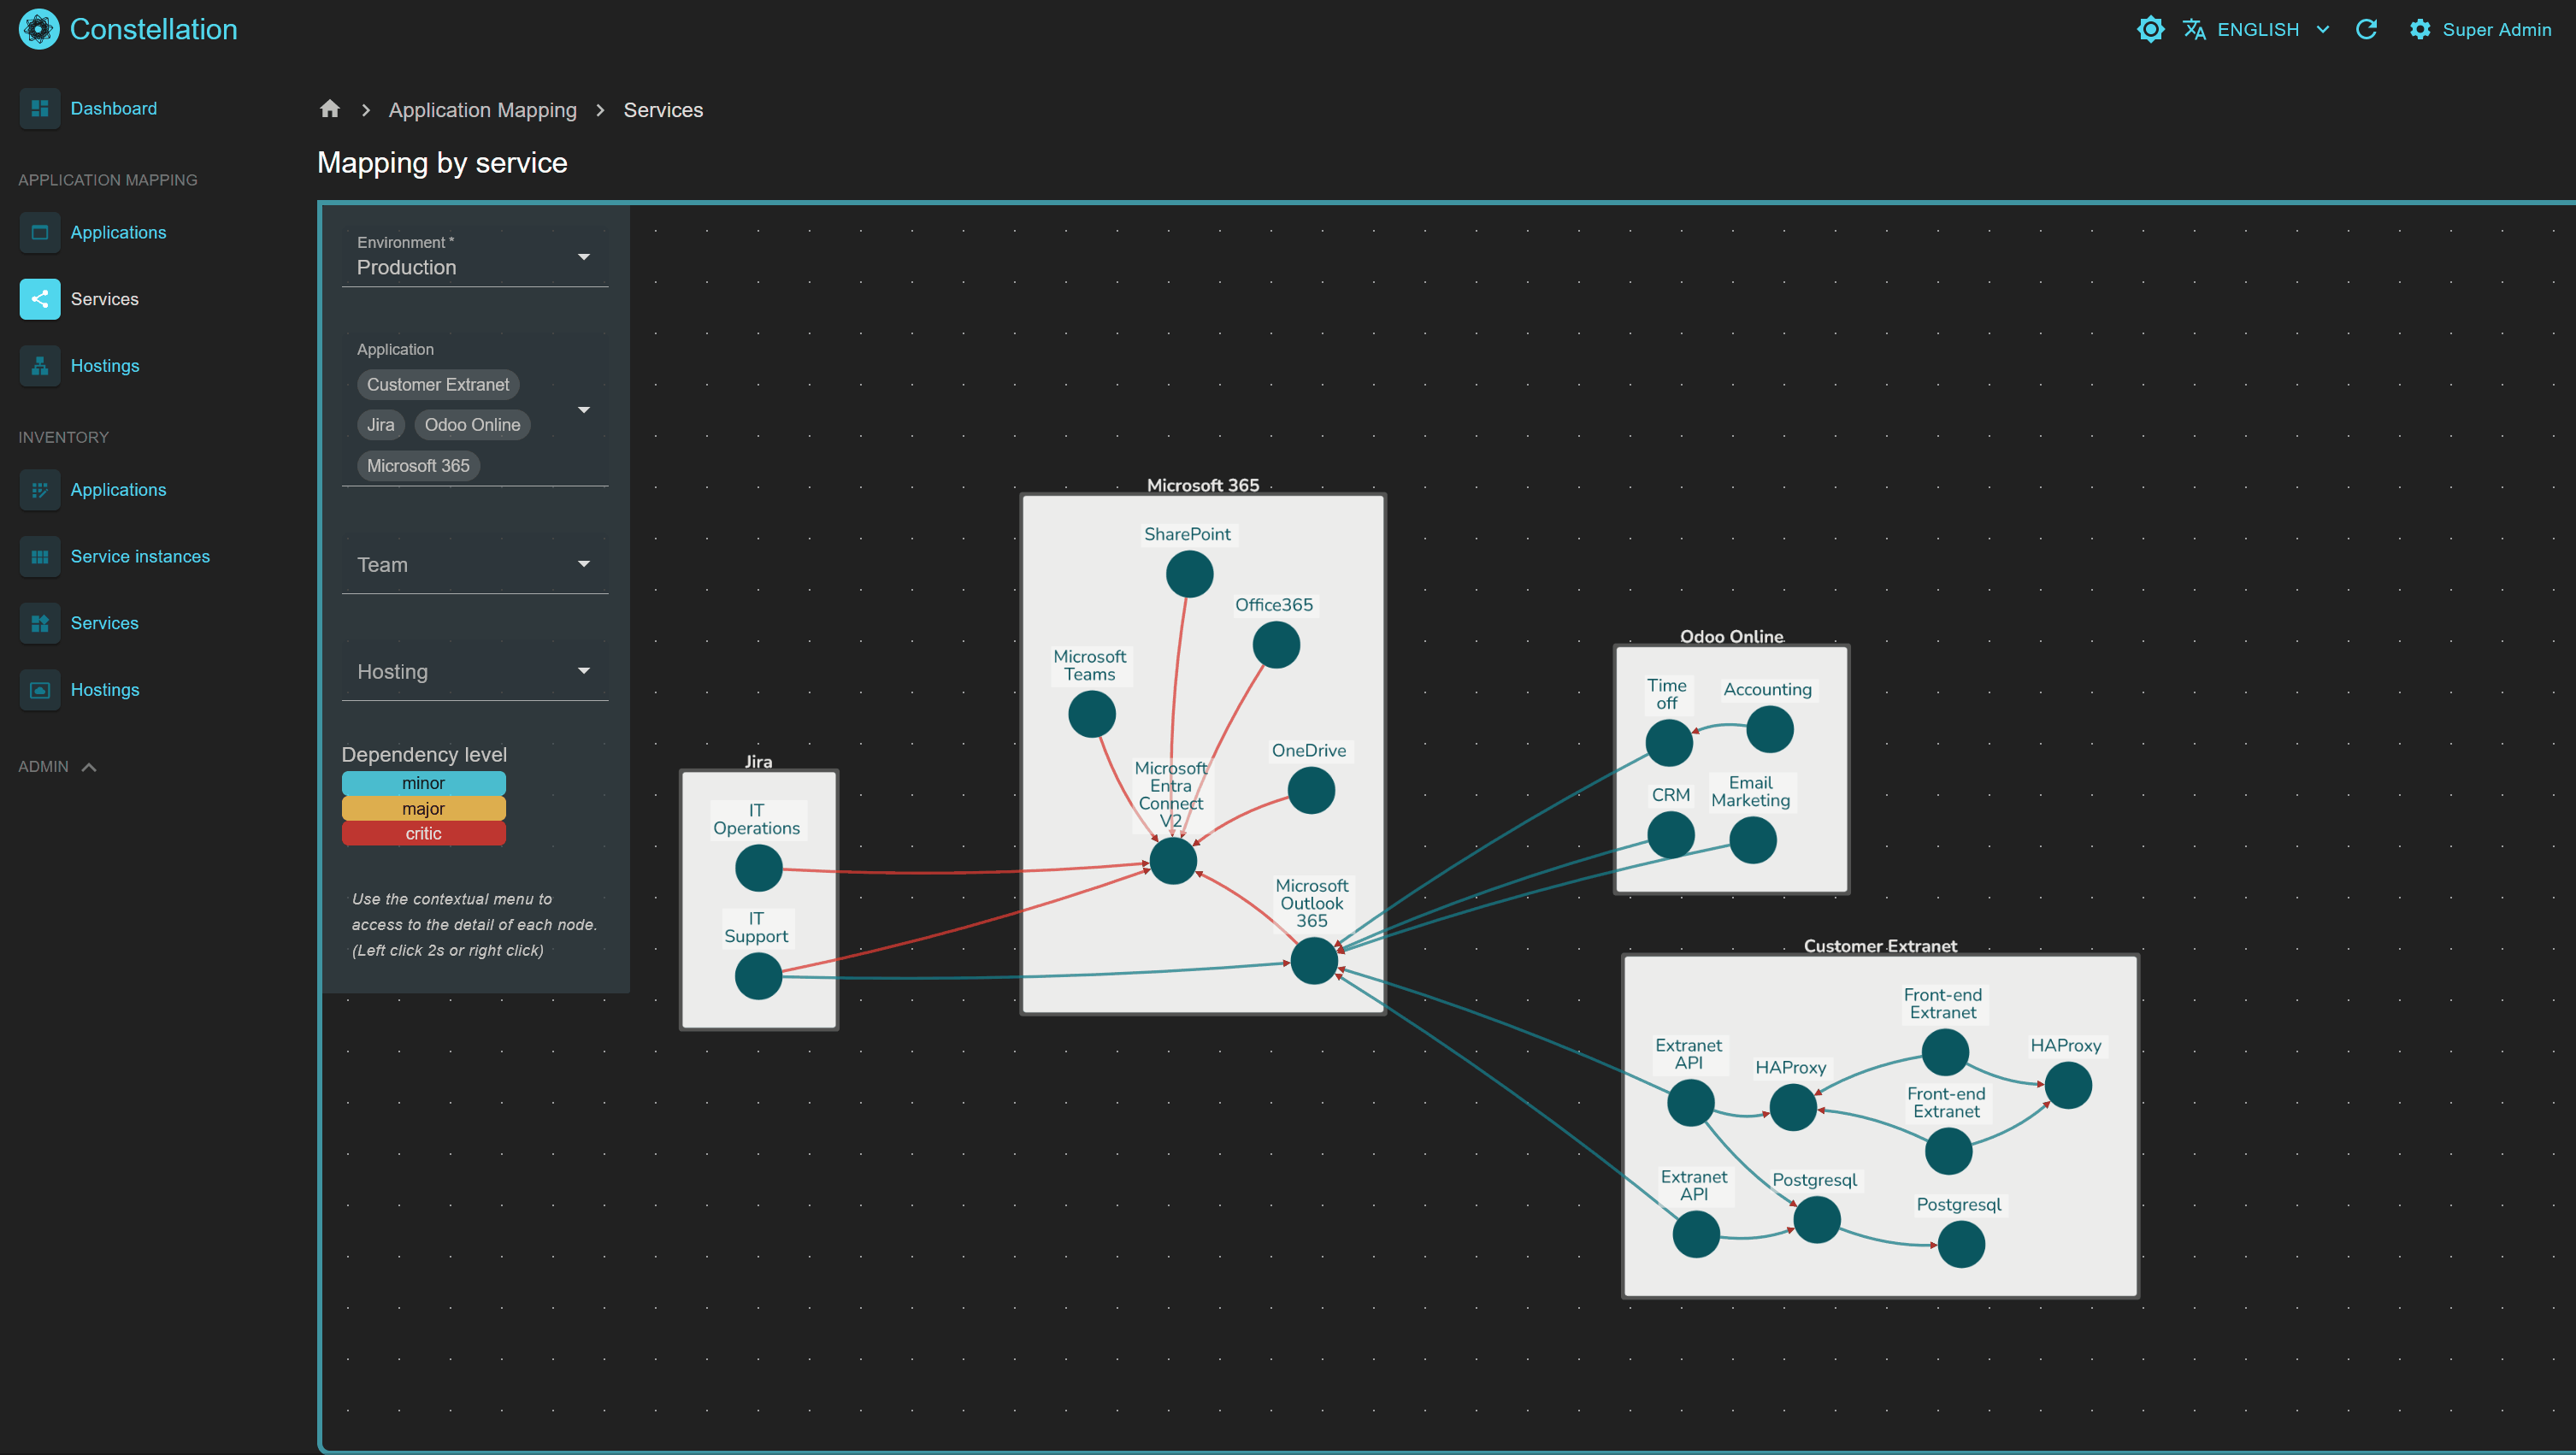 Constellation
ENGLISH
Super Admin
Dashboard
APPLICATION MAPPING
Applications
Services
Hostings
INVENTORY
Applications
Service instances
Services
Hostings
ADMIN
Application Mapping
Services
Mapping by service
Environment *
Production
Application
Customer Extranet
Jira
Odoo Online
Microsoft 365
Team
Hosting
Dependency level
minor
major
critic
Use the contextual menu to
access to the detail of each node.
(Left click 2s or right click)
Jira
IT
Operations
IT
Support
Microsoft 365
SharePoint
Office365
Microsoft
Teams
OneDrive
Microsoft
Entra
Connect
V2
Microsoft
Outlook
365
Odoo Online
Time
off
Accounting
CRM
Email
Marketing
Customer Extranet
Front-end
Extranet
Extranet
API
HAProxy
HAProxy
Front-end
Extranet
Extranet
API
Postgresql
Postgresql